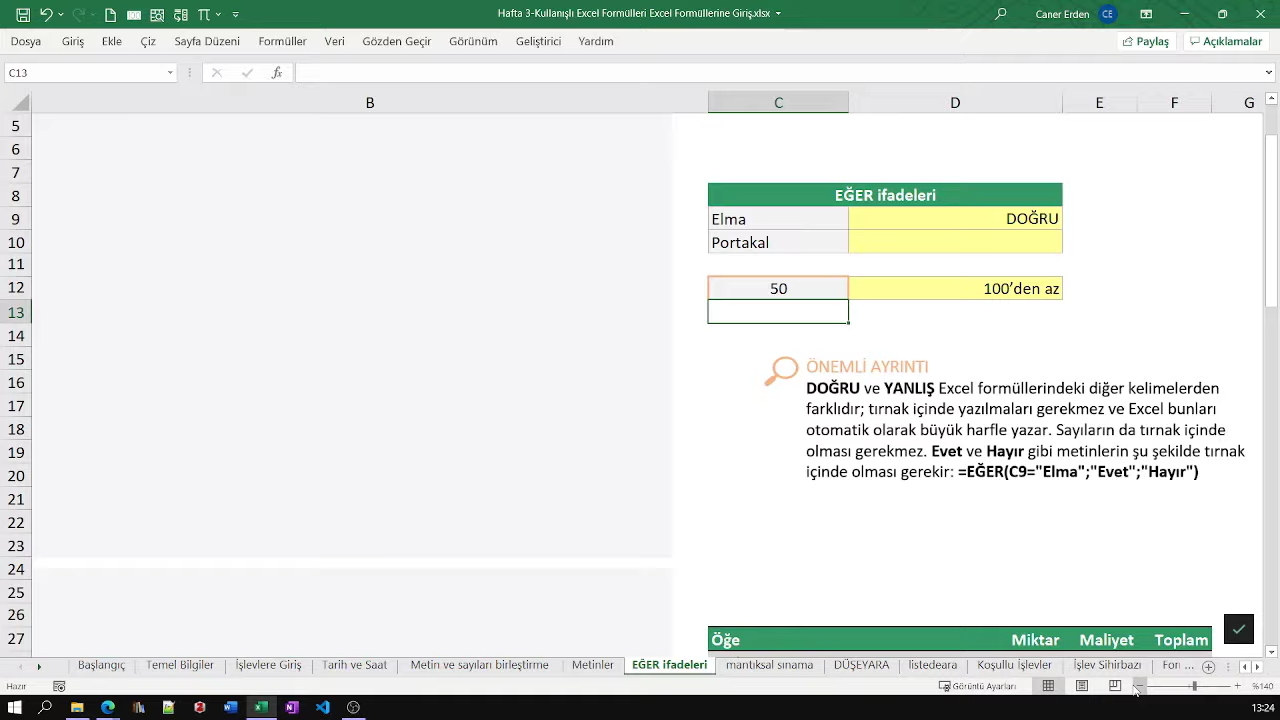 Hafta 3-Kullanışlı Excel Formülleri Excel Formüllerine Giriş.xlsx
Caner Erden CE
Dosya Giriş Ekle Çiz Sayfa Düzeni Formüller Veri Gözden Geçir Görünüm Geliştirici Yardım Paylaş Açıklamalar
C13 fx
B C D E F G
5
6
7
8 EĞER ifadeleri
9 Elma DOĞRU
10 Portakal
11
12 50 100’den az
13
14
15 ÖNEMLİ AYRINTI
16 DOĞRU ve YANLIŞ Excel formüllerindeki diğer kelimelerden
17 farklıdır; tırnak içinde yazılmaları gerekmez ve Excel bunları
18 otomatik olarak büyük harfle yazar. Sayıların da tırnak içinde
19 olması gerekmez. Evet ve Hayır gibi metinlerin şu şekilde tırnak
20 içinde olması gerekir: =EĞER(C9="Elma";"Evet";"Hayır")
21
22
23
24
25
26
27 Öğe Miktar Maliyet Toplam
Başlangıç Temel Bilgiler İşlevlere Giriş Tarih ve Saat Metin ve sayıları birleştirme Metinler EĞER ifadeleri mantıksal sınama DÜŞEYARA listedeara Koşullu İşlevler İşlev Sihirbazı Fon ...
Hazır Görüntü Ayarları %140
13:24